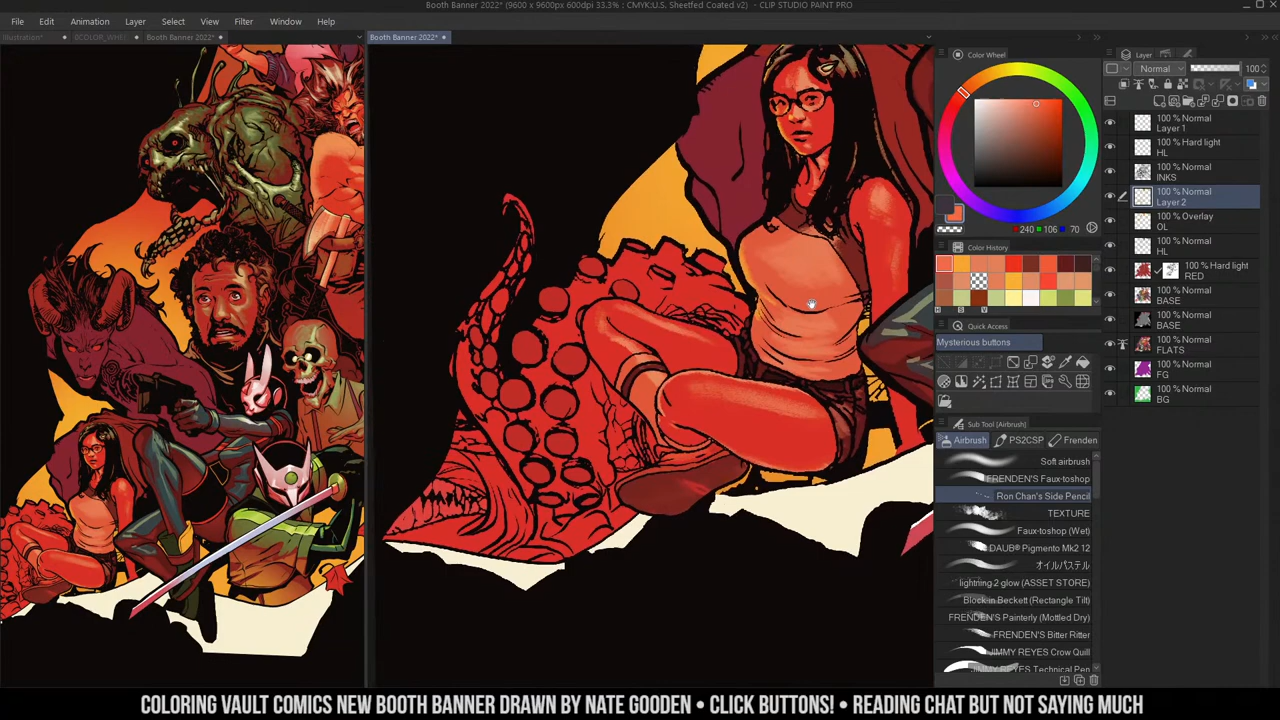 Booth Banner 2022* (9600 x 9600px 600dpi 33.3% : CMYK:U.S. Sheetfed Coated v2) - CLIP STUDIO PAINT PRO
File Edit Animation Layer Select View Filter Window Help
Illustration* 0COLOR_WHE Booth Banner 2022* Booth Banner 2022*
Color Wheel
240 106 70
Color History
H S V
Quick Access
Mysterious buttons
Sub Tool [Airbrush]
Airbrush PS2CSP Frenden
Soft airbrush
FRENDEN'S Faux-toshop
Ron Chan's Side Pencil
TEXTURE
Faux-toshop (Wet)
DAUB® Pigmento Mk2 12
オイルパステル
lightning 2 glow (ASSET STORE)
Block-in Beckett (Rectangle Tilt)
FRENDEN'S Painterly (Mottled Dry)
FRENDEN'S Bitter Ritter
JIMMY REYES Crow Quill
JIMMY REYES Technical Pen
Layer
Normal 100
100 % Normal
Layer 1
100 % Hard light
HL
100 % Normal
INKS
100 % Normal
Layer 2
100 % Overlay
OL
100 % Normal
HL
100 % Hard light
RED
100 % Normal
BASE
100 % Normal
BASE
100 % Normal
FLATS
100 % Normal
FG
100 % Normal
BG
COLORING VAULT COMICS NEW BOOTH BANNER DRAWN BY NATE GOODEN • CLICK BUTTONS! • READING CHAT BUT NOT SAYING MUCH